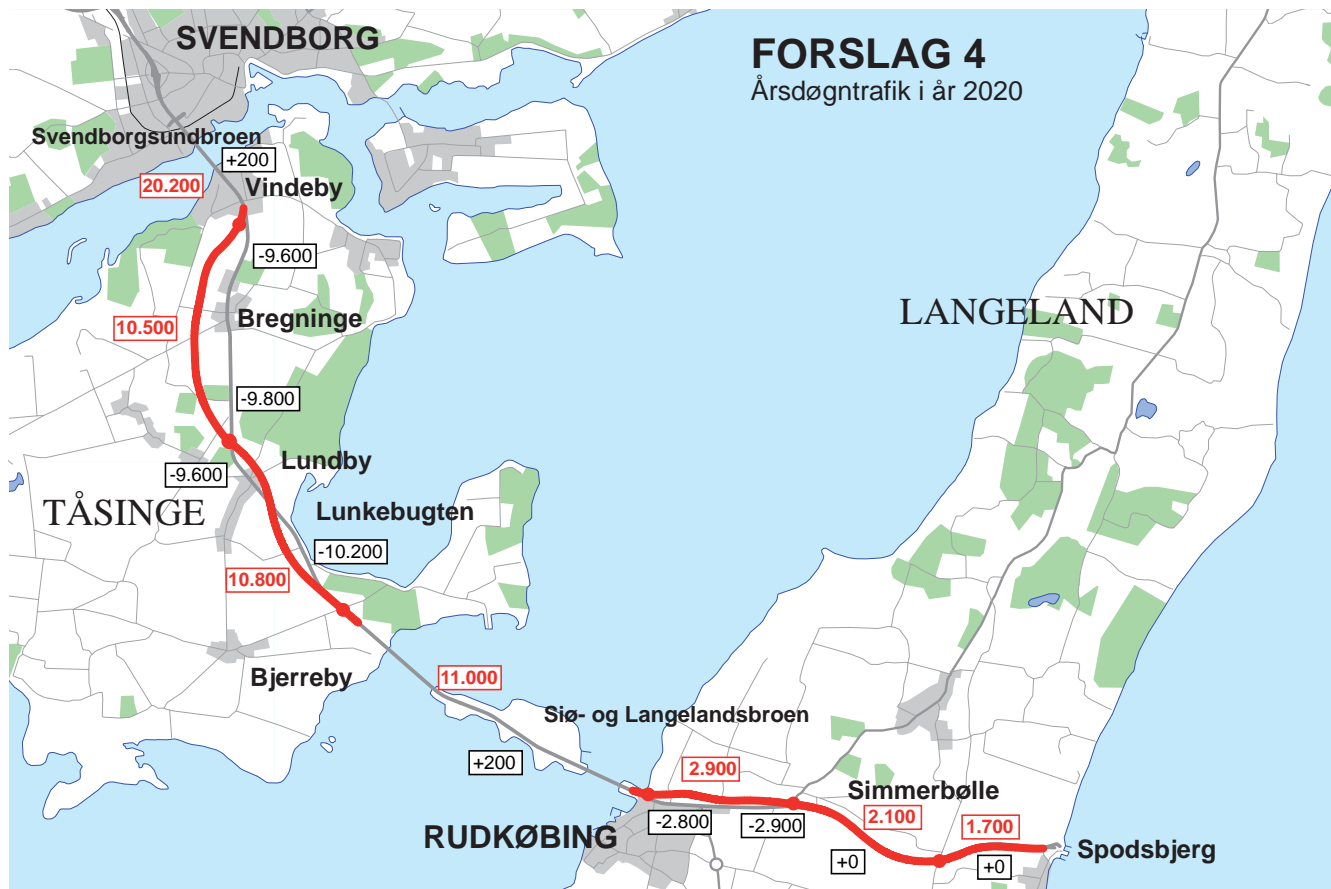 SVENDBORG
FORSLAG 4
Årsdøgntrafik i år 2020
Svendborgsundbroen
+200
20.200
Vindeby
-9.600
10.500
Bregninge
LANGELAND
-9.800
Lundby
-9.600
TÅSINGE
Lunkebugten
-10.200
10.800
Bjerreby
11.000
Siø- og Langelandsbroen
+200
2.900
Simmerbølle
2.100
1.700
-2.800
-2.900
RUDKØBING
Spodsbjerg
+0
+0